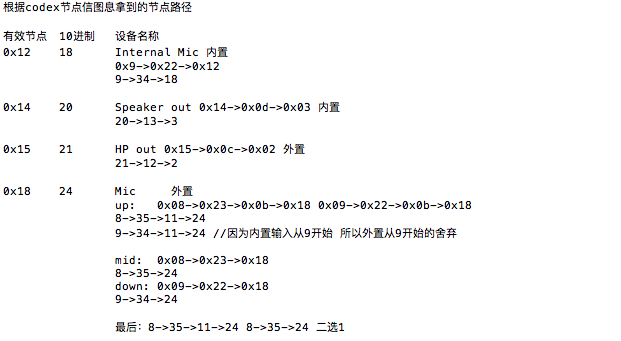 根据codex节点信图息拿到的节点路径
有效节点 10进制 设备名称
0x12 18 Internal Mic 内置
0x9->0x22->0x12
9->34->18
0x14 20 Speaker out 0x14->0x0d->0x03 内置
20->13->3
0x15 21 HP out 0x15->0x0c->0x02 外置
21->12->2
0x18 24 Mic 外置
up: 0x08->0x23->0x0b->0x18 0x09->0x22->0x0b->0x18
8->35->11->24
9->34->11->24 //因为内置输入从9开始 所以外置从9开始的舍弃
mid: 0x08->0x23->0x18
8->35->24
down: 0x09->0x22->0x18
9->34->24
最后：8->35->11->24 8->35->24 二选1